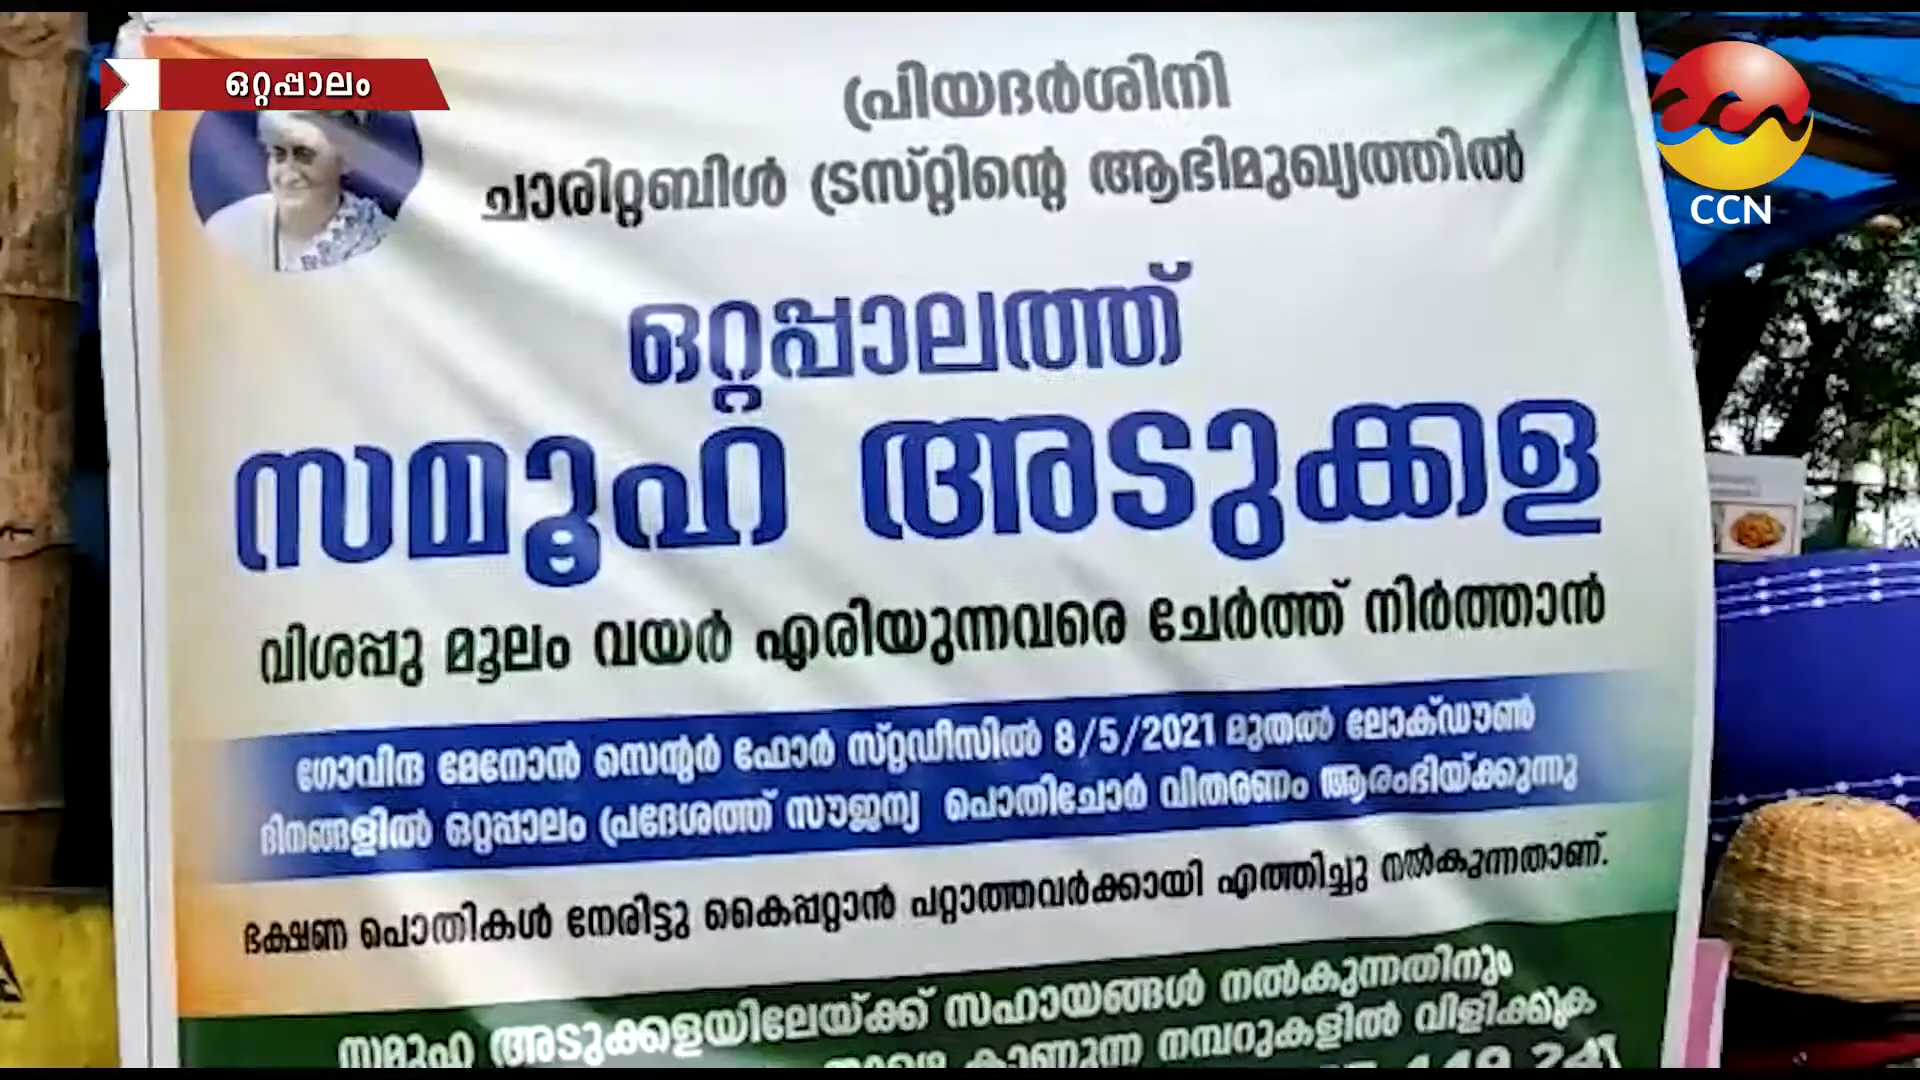 ഒറ്റപ്പാലം
CCN
പ്രിയദർശിനി
ചാരിറ്റബിൾ ട്രസ്റ്റിന്റെ ആഭിമുഖ്യത്തിൽ
ഒറ്റപ്പാലത്ത്
സമൂഹ അടുക്കള
വിശപ്പു മൂലം വയർ എരിയുന്നവരെ ചേർത്ത് നിർത്താൻ
ഗോവിന്ദ മേനോൻ സെന്റർ ഫോർ സ്റ്റഡീസിൽ 8/5/2021 മുതൽ ലോക്ഡൗൺ
ദിനങ്ങളിൽ ഒറ്റപ്പാലം പ്രദേശത്ത് സൗജന്യ പൊതിചോർ വിതരണം ആരംഭിയ്ക്കുന്നു
ഭക്ഷണ പൊതികൾ നേരിട്ടു കൈപ്പറ്റാൻ പറ്റാത്തവർക്കായി എത്തിച്ചു നൽകുന്നതാണ്.
സമൂഹ അടുക്കളയിലേയ്ക്ക് സഹായങ്ങൾ നൽകുന്നതിനും
താഴെ കാണുന്ന നമ്പറുകളിൽ വിളിക്കുക